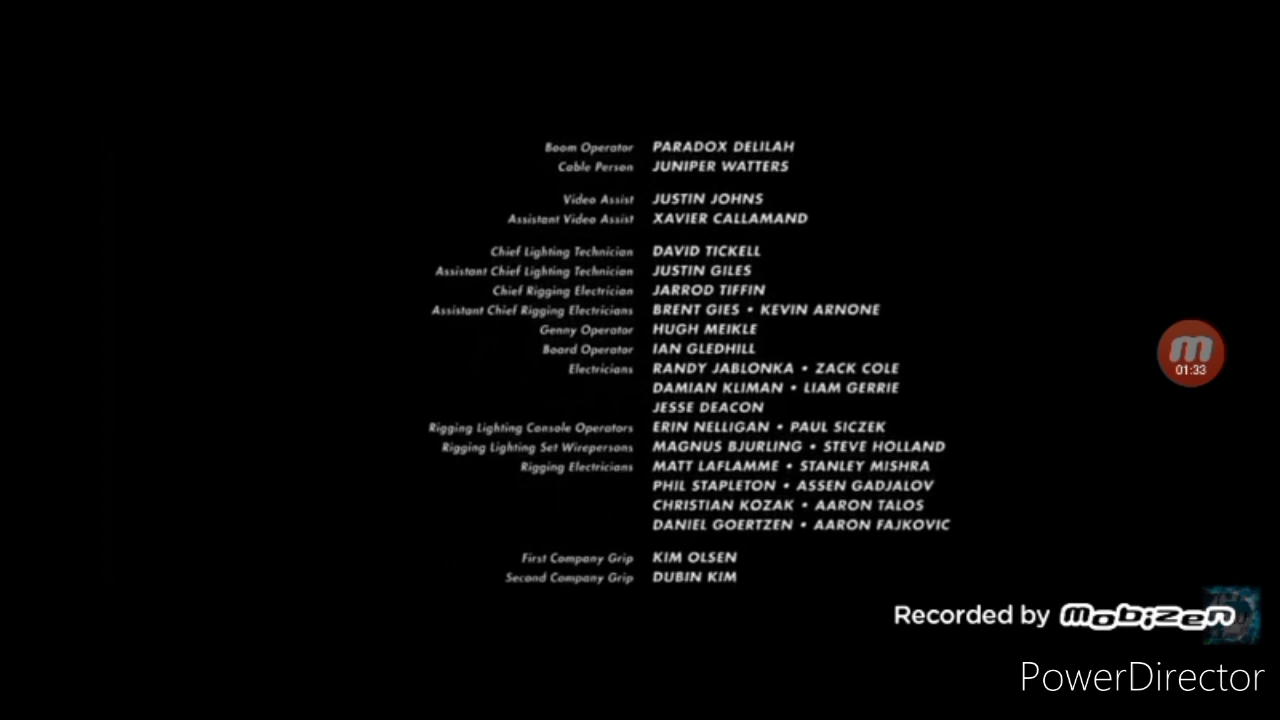 Boom Operator PARADOX DELILAH
Cable Person JUNIPER WATTERS
Video Assist JUSTIN JOHNS
Assistant Video Assist XAVIER CALLAMAND
Chief Lighting Technician DAVID TICKELL
Assistant Chief Lighting Technician JUSTIN GILES
Chief Rigging Electrician JARROD TIFFIN
Assistant Chief Rigging Electricians BRENT GIES • KEVIN ARNONE
Genny Operator HUGH MEIKLE
Board Operator IAN GLEDHILL
Electricians RANDY JABLONKA • ZACK COLE
DAMIAN KLIMAN • LIAM GERRIE
JESSE DEACON
Rigging Lighting Console Operators ERIN NELLIGAN • PAUL SICZEK
Rigging Lighting Set Wirepersons MAGNUS BJURLING • STEVE HOLLAND
Rigging Electricians MATT LAFLAMME • STANLEY MISHRA
PHIL STAPLETON • ASSEN GADJALOV
CHRISTIAN KOZAK • AARON TALOS
DANIEL GOERTZEN • AARON FAJKOVIC
First Company Grip KIM OLSEN
Second Company Grip DUBIN KIM
m
01:33
Recorded by mobizen
PowerDirector